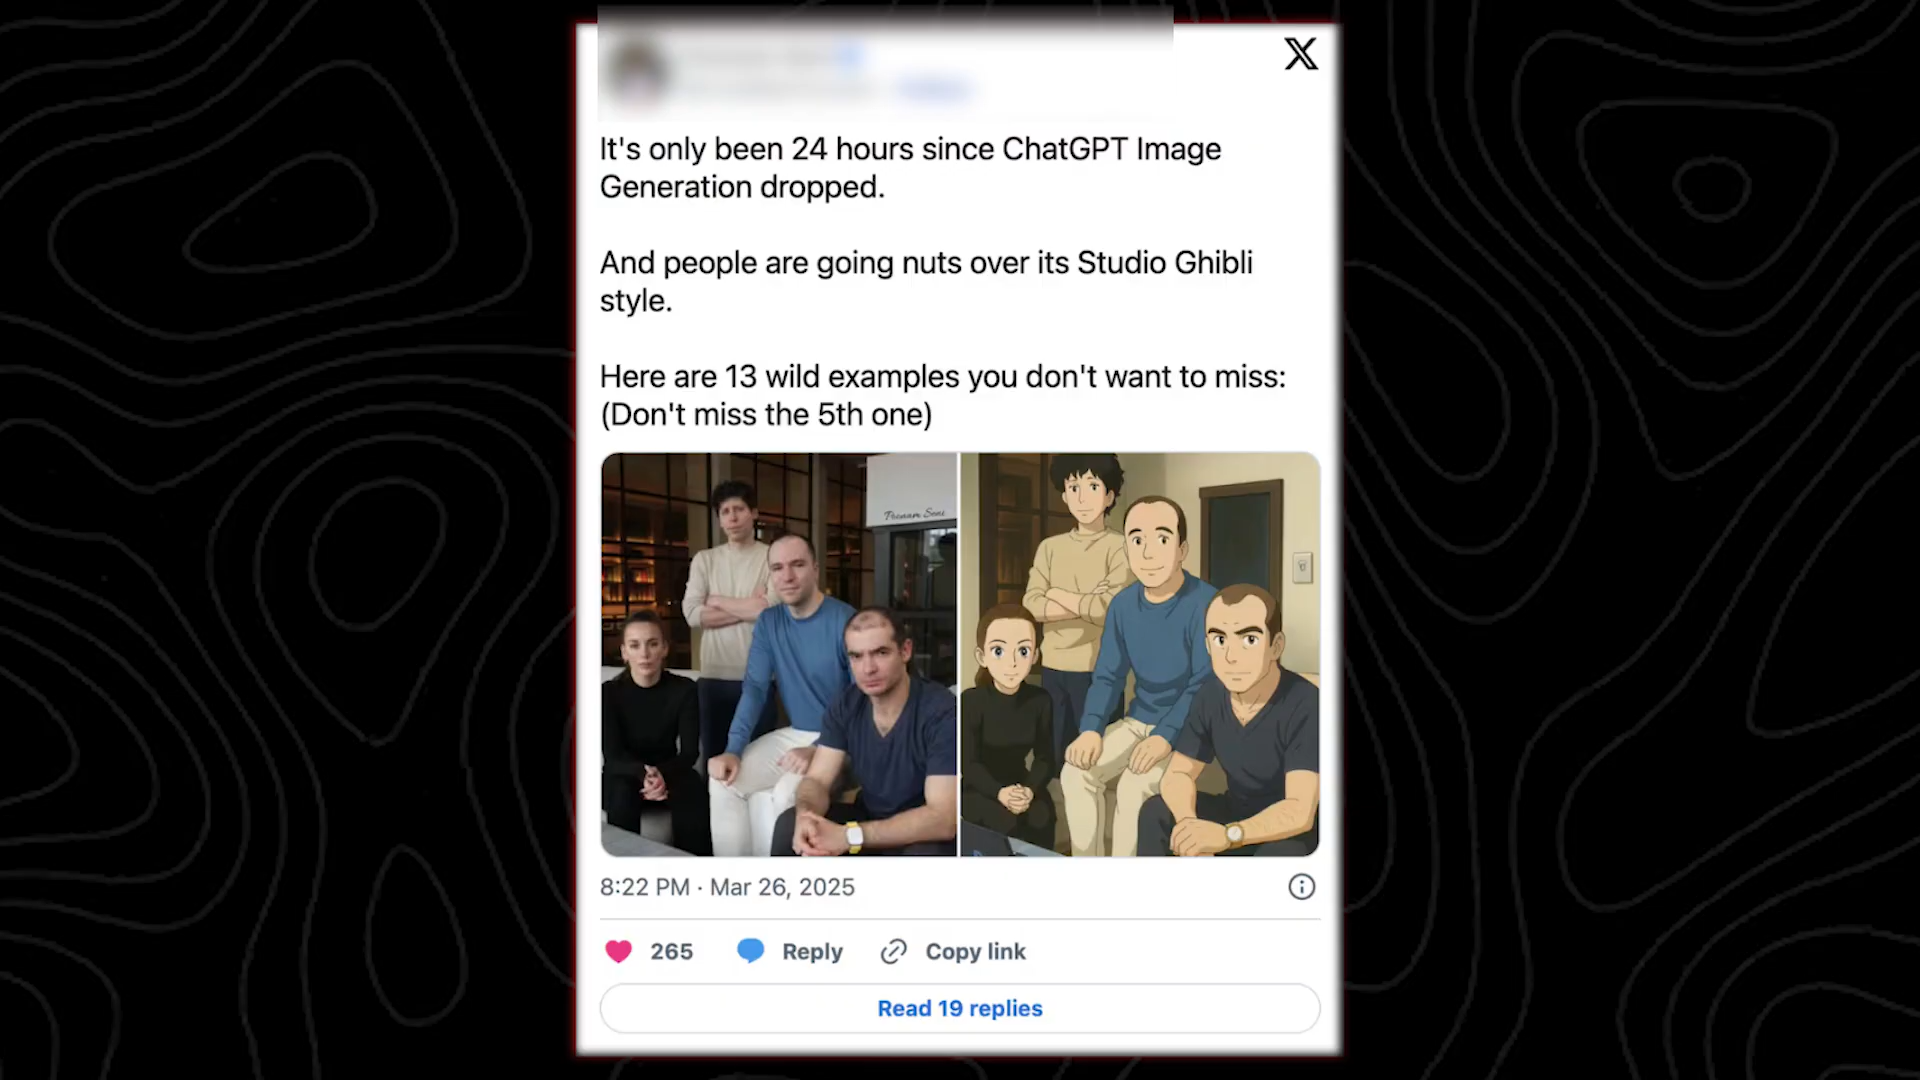 It's only been 24 hours since ChatGPT Image
Generation dropped.
And people are going nuts over its Studio Ghibli
style.
Here are 13 wild examples you don't want to miss:
(Don't miss the 5th one)
8:22 PM · Mar 26, 2025
265 Reply Copy link
Read 19 replies